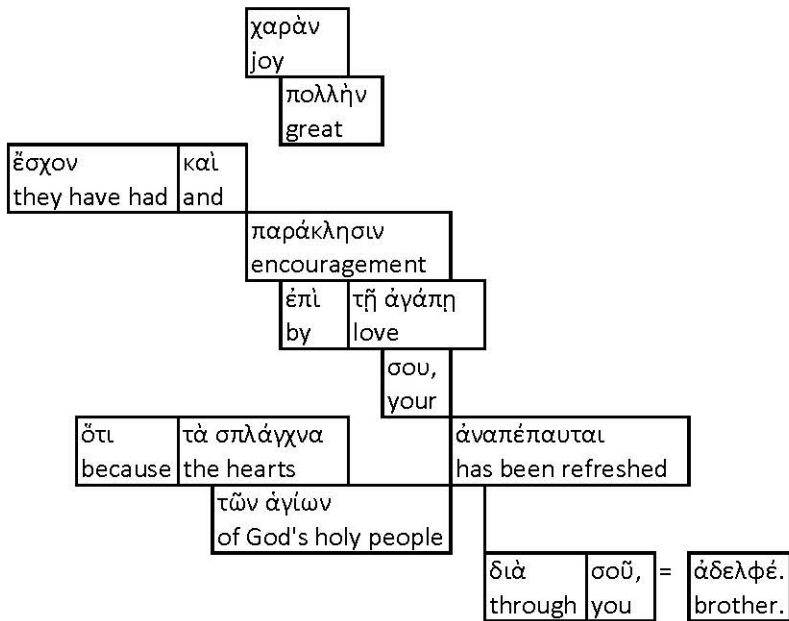 χαρὰν
joy
πολλὴν
great
ἔσχον καὶ
they have had and
παράκλησιν
encouragement
ἐπὶ τῇ ἀγάπῃ
by love
σου,
your
ὅτι τὰ σπλάγχνα ἀναπέπαυται
because the hearts has been refreshed
τῶν ἁγίων
of God's holy people
διὰ σοῦ, = ἀδελφέ.
through you brother.